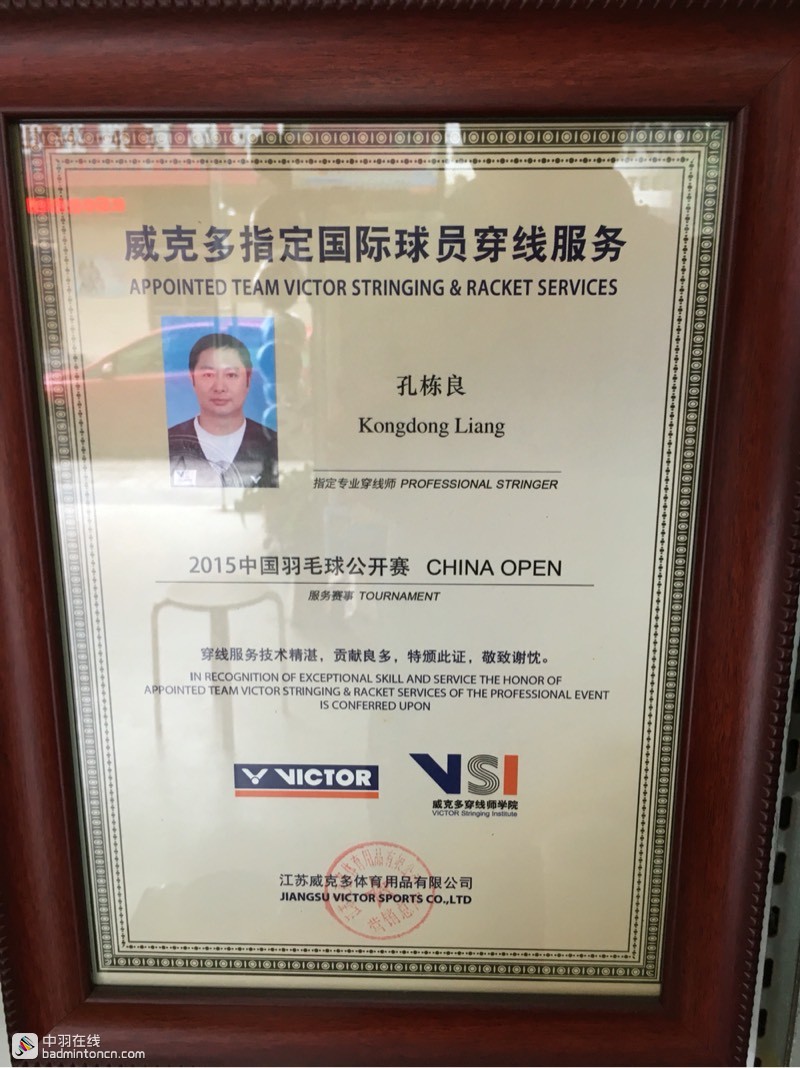 威克多指定国际球员穿线服务
APPOINTED TEAM VICTOR STRINGING & RACKET SERVICES
孔栋良
Kongdong Liang
指定专业穿线师 PROFESSIONAL STRINGER
2015中国羽毛球公开赛 CHINA OPEN
服务赛事 TOURNAMENT
穿线服务技术精湛，贡献良多，特颁此证，敬致谢忱。
IN RECOGNITION OF EXCEPTIONAL SKILL AND SERVICE THE HONOR OF
APPOINTED TEAM VICTOR STRINGING & RACKET SERVICES OF THE PROFESSIONAL EVENT
IS CONFERRED UPON
VICTOR
VSI
威克多穿线师学院
VICTOR Stringing Institute
江苏威克多体育用品有限公司
JIANGSU VICTOR SPORTS CO.,LTD
中羽在线
badmintoncn.com